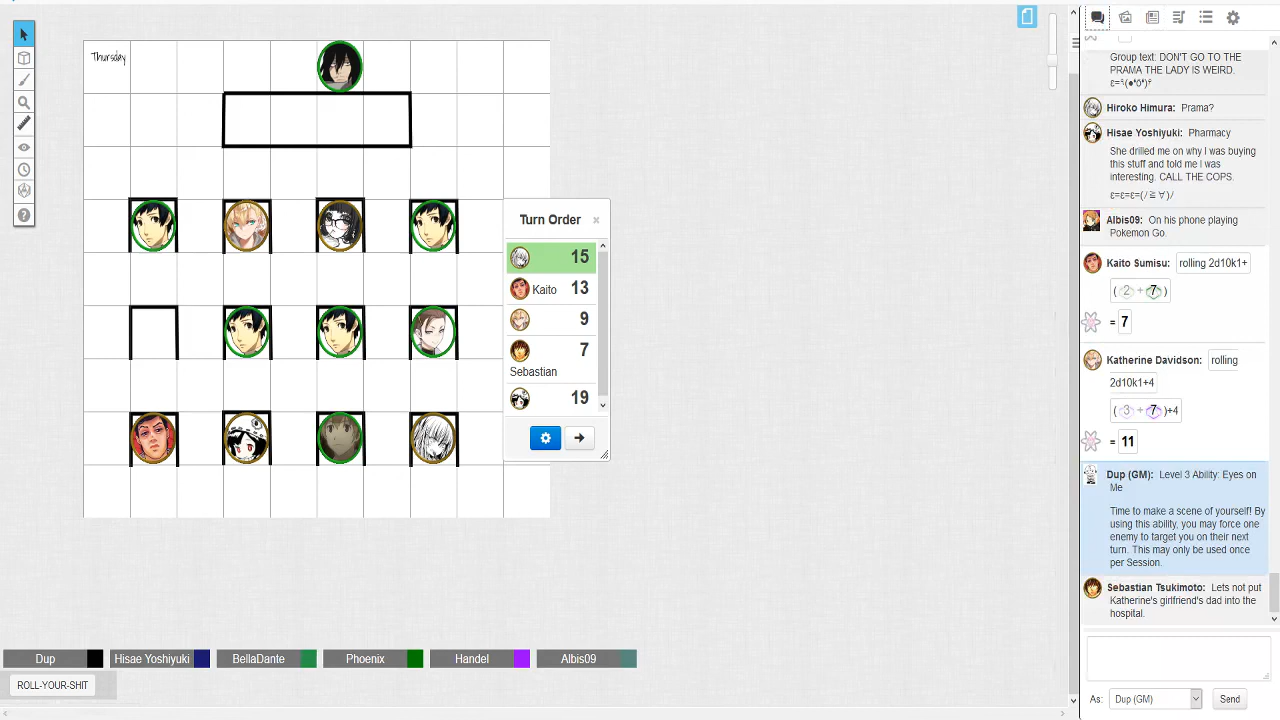 Thursday
Turn Order
×
15
Kaito
13
9
7
Sebastian
19
Dup
Hisae Yoshiyuki
BellaDante
Phoenix
Handel
Albis09
ROLL-YOUR-SHIT
Group text: DON'T GO TO THE
PRAMA THE LADY IS WEIRD.
Hiroko Himura: Prama?
Hisae Yoshiyuki: Pharmacy
She drilled me on why I was buying
this stuff and told me I was
interesting. CALL THE COPS.
ε=ε=ε=(/≧∀)/
Albis09: On his phone playing
Pokemon Go
Kaito Sumisu: rolling 2d10k1+
(2+7)
= 7
Katherine Davidson: rolling
2d10k1+4
(3+7)+4
= 11
Dup (GM): Level 3 Ability: Eyes on
Me
Time to make a scene of yourself! By
using this ability, you may force one
enemy to target you on their next
turn. This may only be used once
per Session.
Sebastian Tsukimoto: Lets not put
Katherine's girlfriend's dad into the
hospital.
As:
Dup (GM)
Send